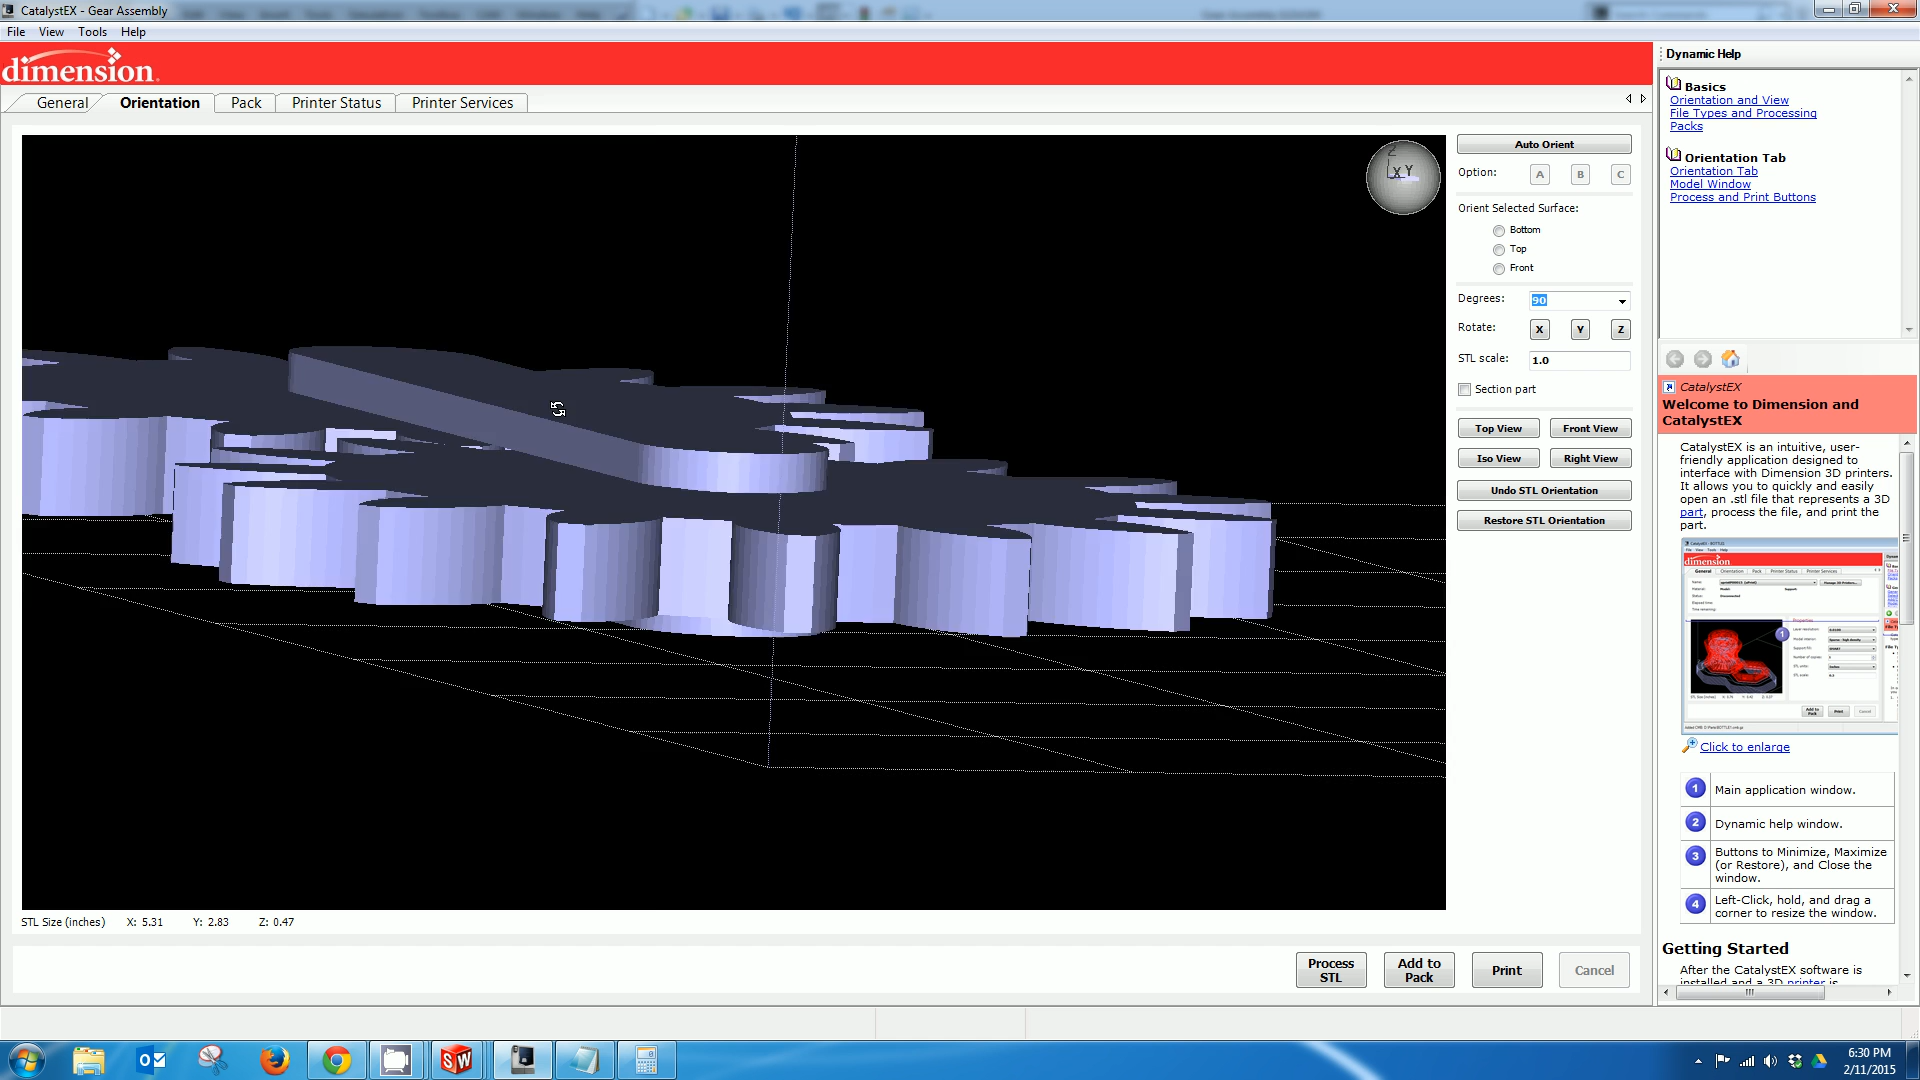 CatalystEX - Gear Assembly
File View Tools Help
dimension
General Orientation Pack Printer Status Printer Services
Z
X Y
Auto Orient
Option: A B C
Orient Selected Surface:
Bottom
Top
Front
Degrees: 90
Rotate: X Y Z
STL scale: 1.0
Section part
Top View Front View
Iso View Right View
Undo STL Orientation
Restore STL Orientation
STL Size (inches) X: 5.31 Y: 2.83 Z: 0.47
Process STL
Add to Pack
Print
Cancel
Dynamic Help
Basics
Orientation and View
File Types and Processing
Packs
Orientation Tab
Orientation Tab
Model Window
Process and Print Buttons
CatalystEX
Welcome to Dimension and
CatalystEX
CatalystEX is an intuitive, user-
friendly application designed to
interface with Dimension 3D printers.
It allows you to quickly and easily
open an .stl file that represents a 3D
part, process the file, and print the
part.
dimension
Click to enlarge
1 Main application window.
2 Dynamic help window.
3 Buttons to Minimize, Maximize
(or Restore), and Close the
window.
4 Left-Click, hold, and drag a
corner to resize the window.
Getting Started
After the CatalystEX software is
installed and a 3D printer is
6:30 PM
2/11/2015